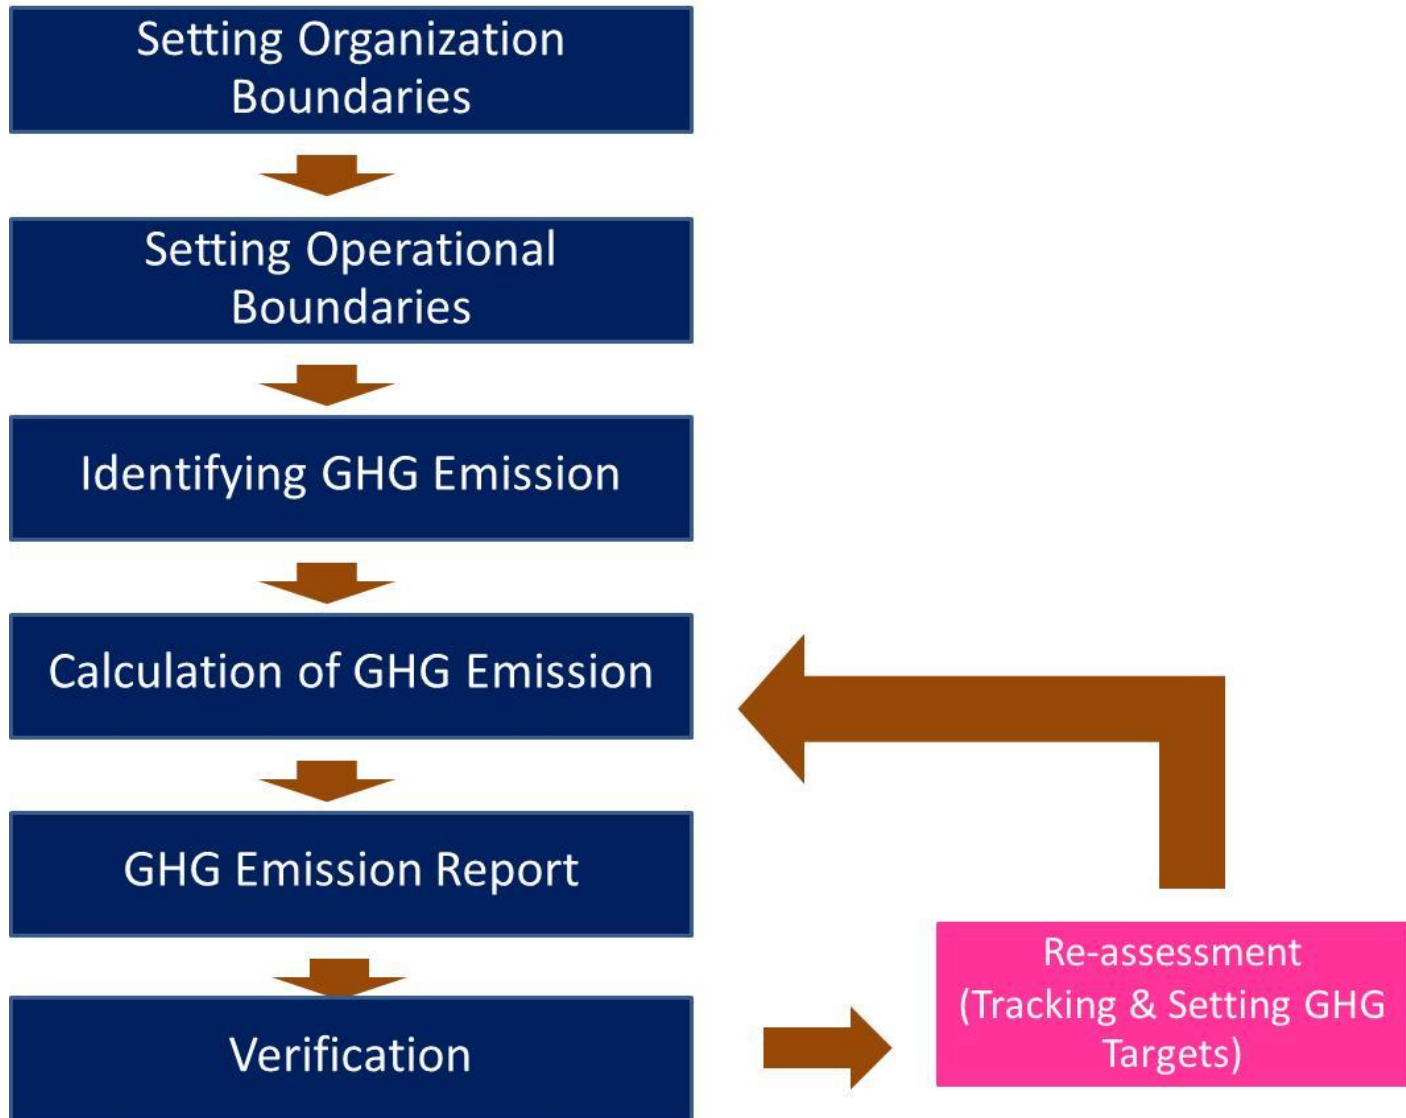 Setting Organization
Boundaries
Setting Operational
Boundaries
Identifying GHG Emission
Calculation of GHG Emission
GHG Emission Report
Verification
Re-assessment
(Tracking & Setting GHG
Targets)